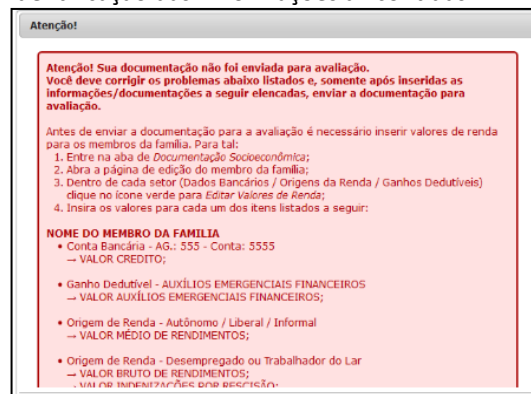 Atenção!
Atenção! Sua documentação não foi enviada para avaliação.
Você deve corrigir os problemas abaixo listados e, somente após inseridas as
informações/documentações a seguir elencadas, enviar a documentação para
avaliação.
Antes de enviar a documentação para a avaliação é necessário inserir valores de renda
para os membros da família. Para tal:
1. Entre na aba de Documentação Socioeconômica;
2. Abra a página de edição do membro da família;
3. Dentro de cada setor (Dados Bancários / Origens da Renda / Ganhos Dedutíveis)
clique no ícone verde para Editar Valores de Renda;
4. Insira os valores para cada um dos itens listados a seguir:
NOME DO MEMBRO DA FAMILIA
• Conta Bancária - AG.: 555 - Conta: 5555
→ VALOR CREDITO;
• Ganho Dedutível - AUXÍLIOS EMERGENCIAIS FINANCEIROS
→ VALOR AUXÍLIOS EMERGENCIAIS FINANCEIROS;
• Origem de Renda - Autônomo / Liberal / Informal
→ VALOR MÉDIO DE RENDIMENTOS;
• Origem de Renda - Desempregado ou Trabalhador do Lar
→ VALOR BRUTO DE RENDIMENTOS;
→ VALOR INDENIZAÇÕES POR RESCISÃO;